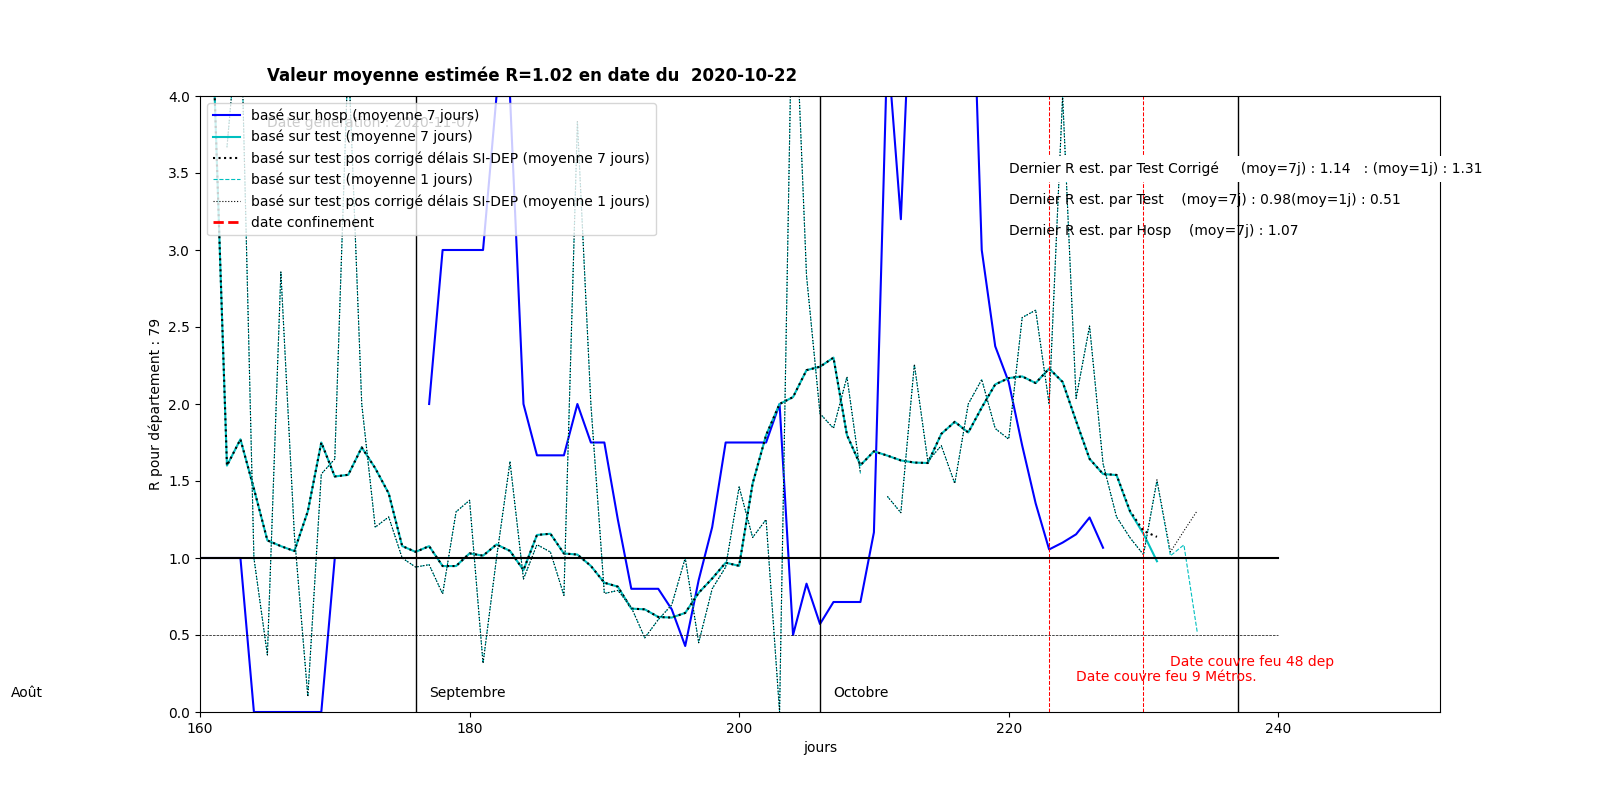 Valeur moyenne estimée R=1.02 en date du  2020-10-22
Date génération : 2020-11-07
basé sur hosp (moyenne 7 jours)
basé sur test (moyenne 7 jours)
basé sur test pos corrigé délais SI-DEP (moyenne 7 jours)
basé sur test (moyenne 1 jours)
basé sur test pos corrigé délais SI-DEP (moyenne 1 jours)
date confinement
Dernier R est. par Test Corrigé     (moy=7j) : 1.14   : (moy=1j) : 1.31
Dernier R est. par Test    (moy=7j) : 0.98(moy=1j) : 0.51
Dernier R est. par Hosp    (moy=7j) : 1.07
R pour département : 79
4.0
3.5
3.0
2.5
2.0
1.5
1.0
0.5
0.0
Date couvre feu 48 dep
Date couvre feu 9 Métros.
Août
Septembre
Octobre
160
180
200
220
240
jours